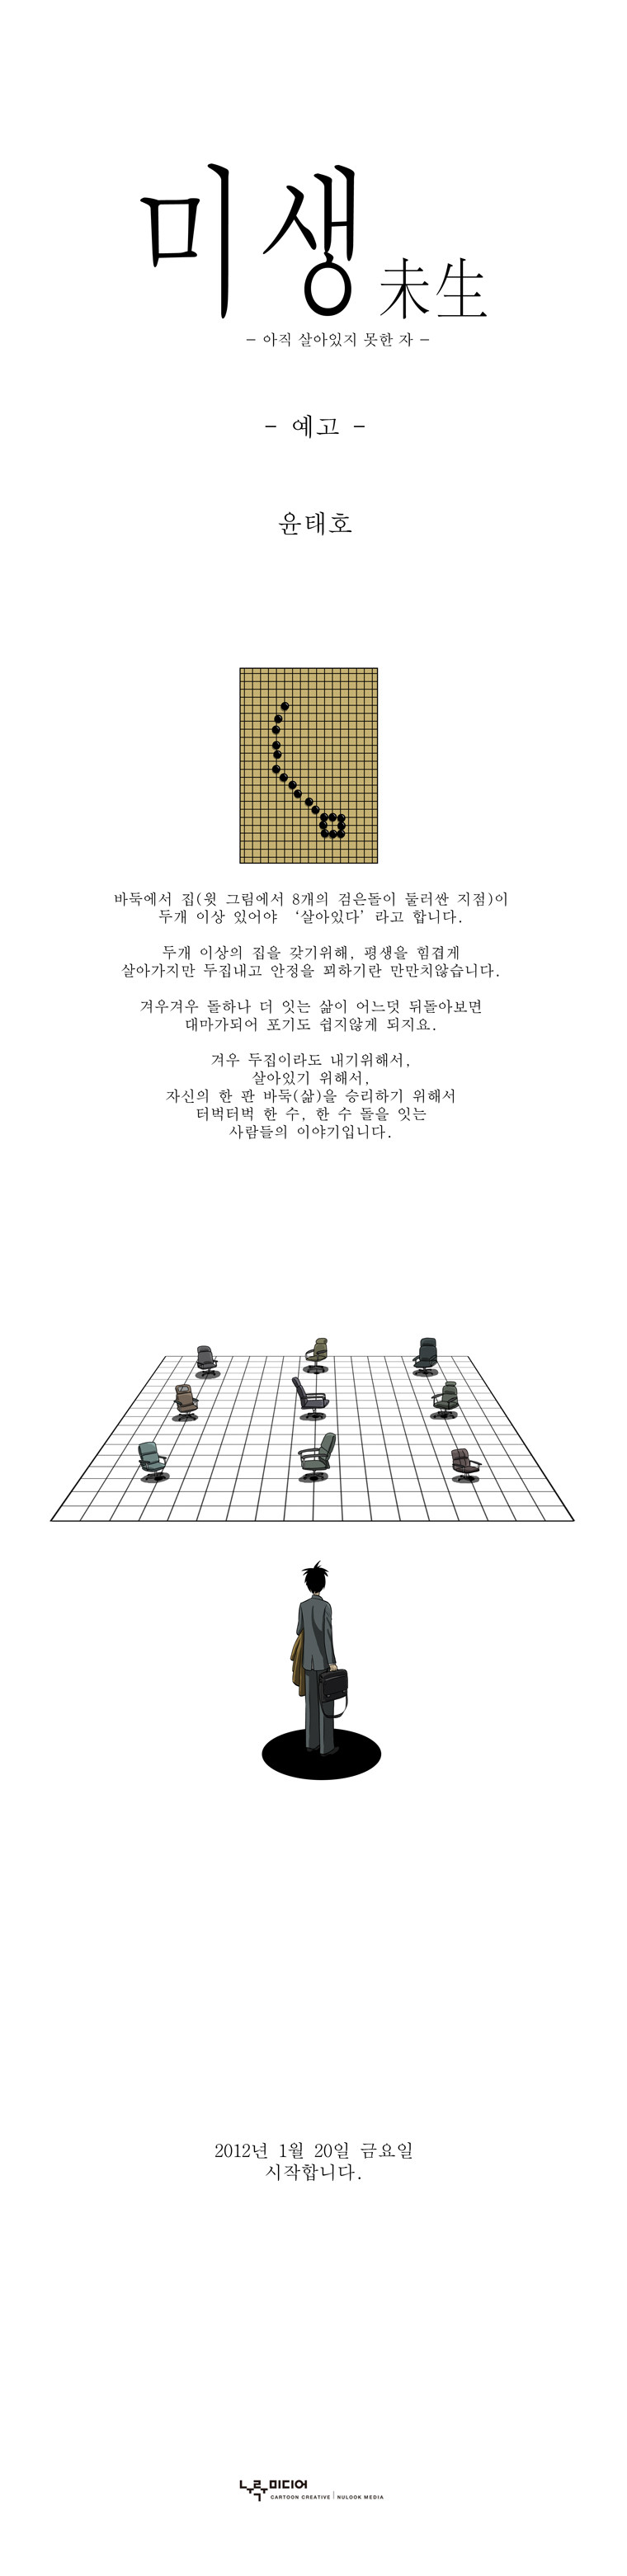 미생 未生
- 아직 살아있지 못한 자 -
- 예고 -
윤태호
바둑에서 집(윗 그림에서 8개의 검은돌이 둘러싼 지점)이
두개 이상 있어야 ‘살아있다’라고 합니다.
두개 이상의 집을 갖기위해, 평생을 힘겹게
살아가지만 두집내고 안정을 꾀하기란 만만치않습니다.
겨우겨우 돌하나 더 잇는 삶이 어느덧 뒤돌아보면
대마가되어 포기도 쉽지않게 되지요.
겨우 두집이라도 내기위해서,
살아있기 위해서,
자신의 한 판 바둑(삶)을 승리하기 위해서
터벅터벅 한 수, 한 수 돌을 잇는
사람들의 이야기입니다.
2012년 1월 20일 금요일
시작합니다.
누룩미디어
CARTOON CREATIVE | NULOOK MEDIA